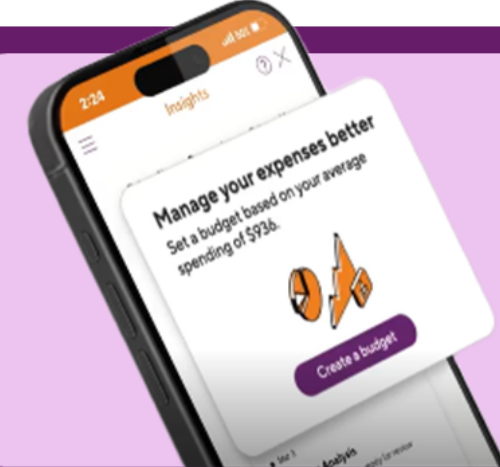 2:24
Insights
Manage your expenses better
Set a budget based on your average
spending of $936.
Create a budget
Analysis